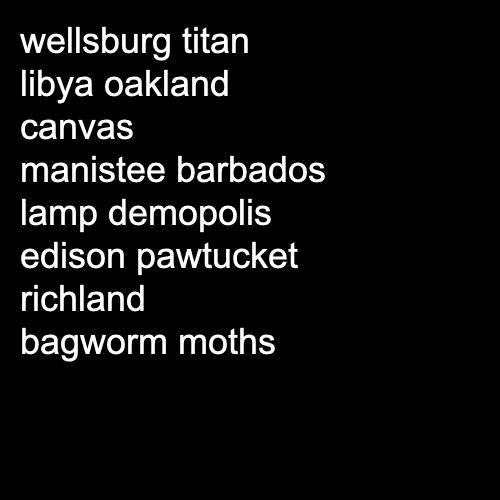 wellsburg titan
libya oakland
canvas
manistee barbados
lamp demopolis
edison pawtucket
richland
bagworm moths